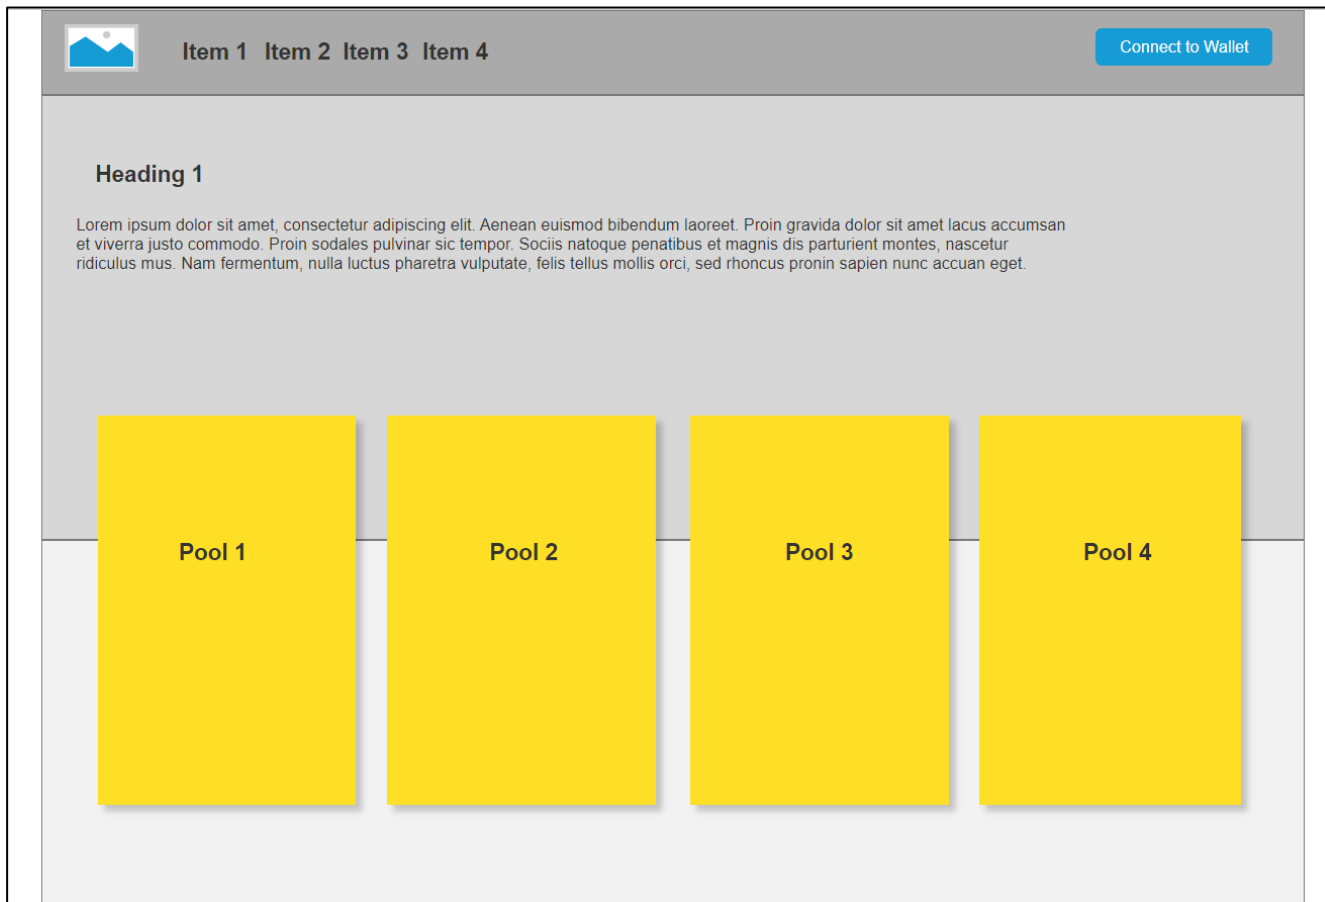 Item 1 Item 2 Item 3 Item 4
Connect to Wallet
Heading 1
Lorem ipsum dolor sit amet, consectetur adipiscing elit. Aenean euismod bibendum laoreet. Proin gravida dolor sit amet lacus accumsan
et viverra justo commodo. Proin sodales pulvinar sic tempor. Sociis natoque penatibus et magnis dis parturient montes, nascetur
ridiculus mus. Nam fermentum, nulla luctus pharetra vulputate, felis tellus mollis orci, sed rhoncus pronin sapien nunc accuan eget.
Pool 1
Pool 2
Pool 3
Pool 4